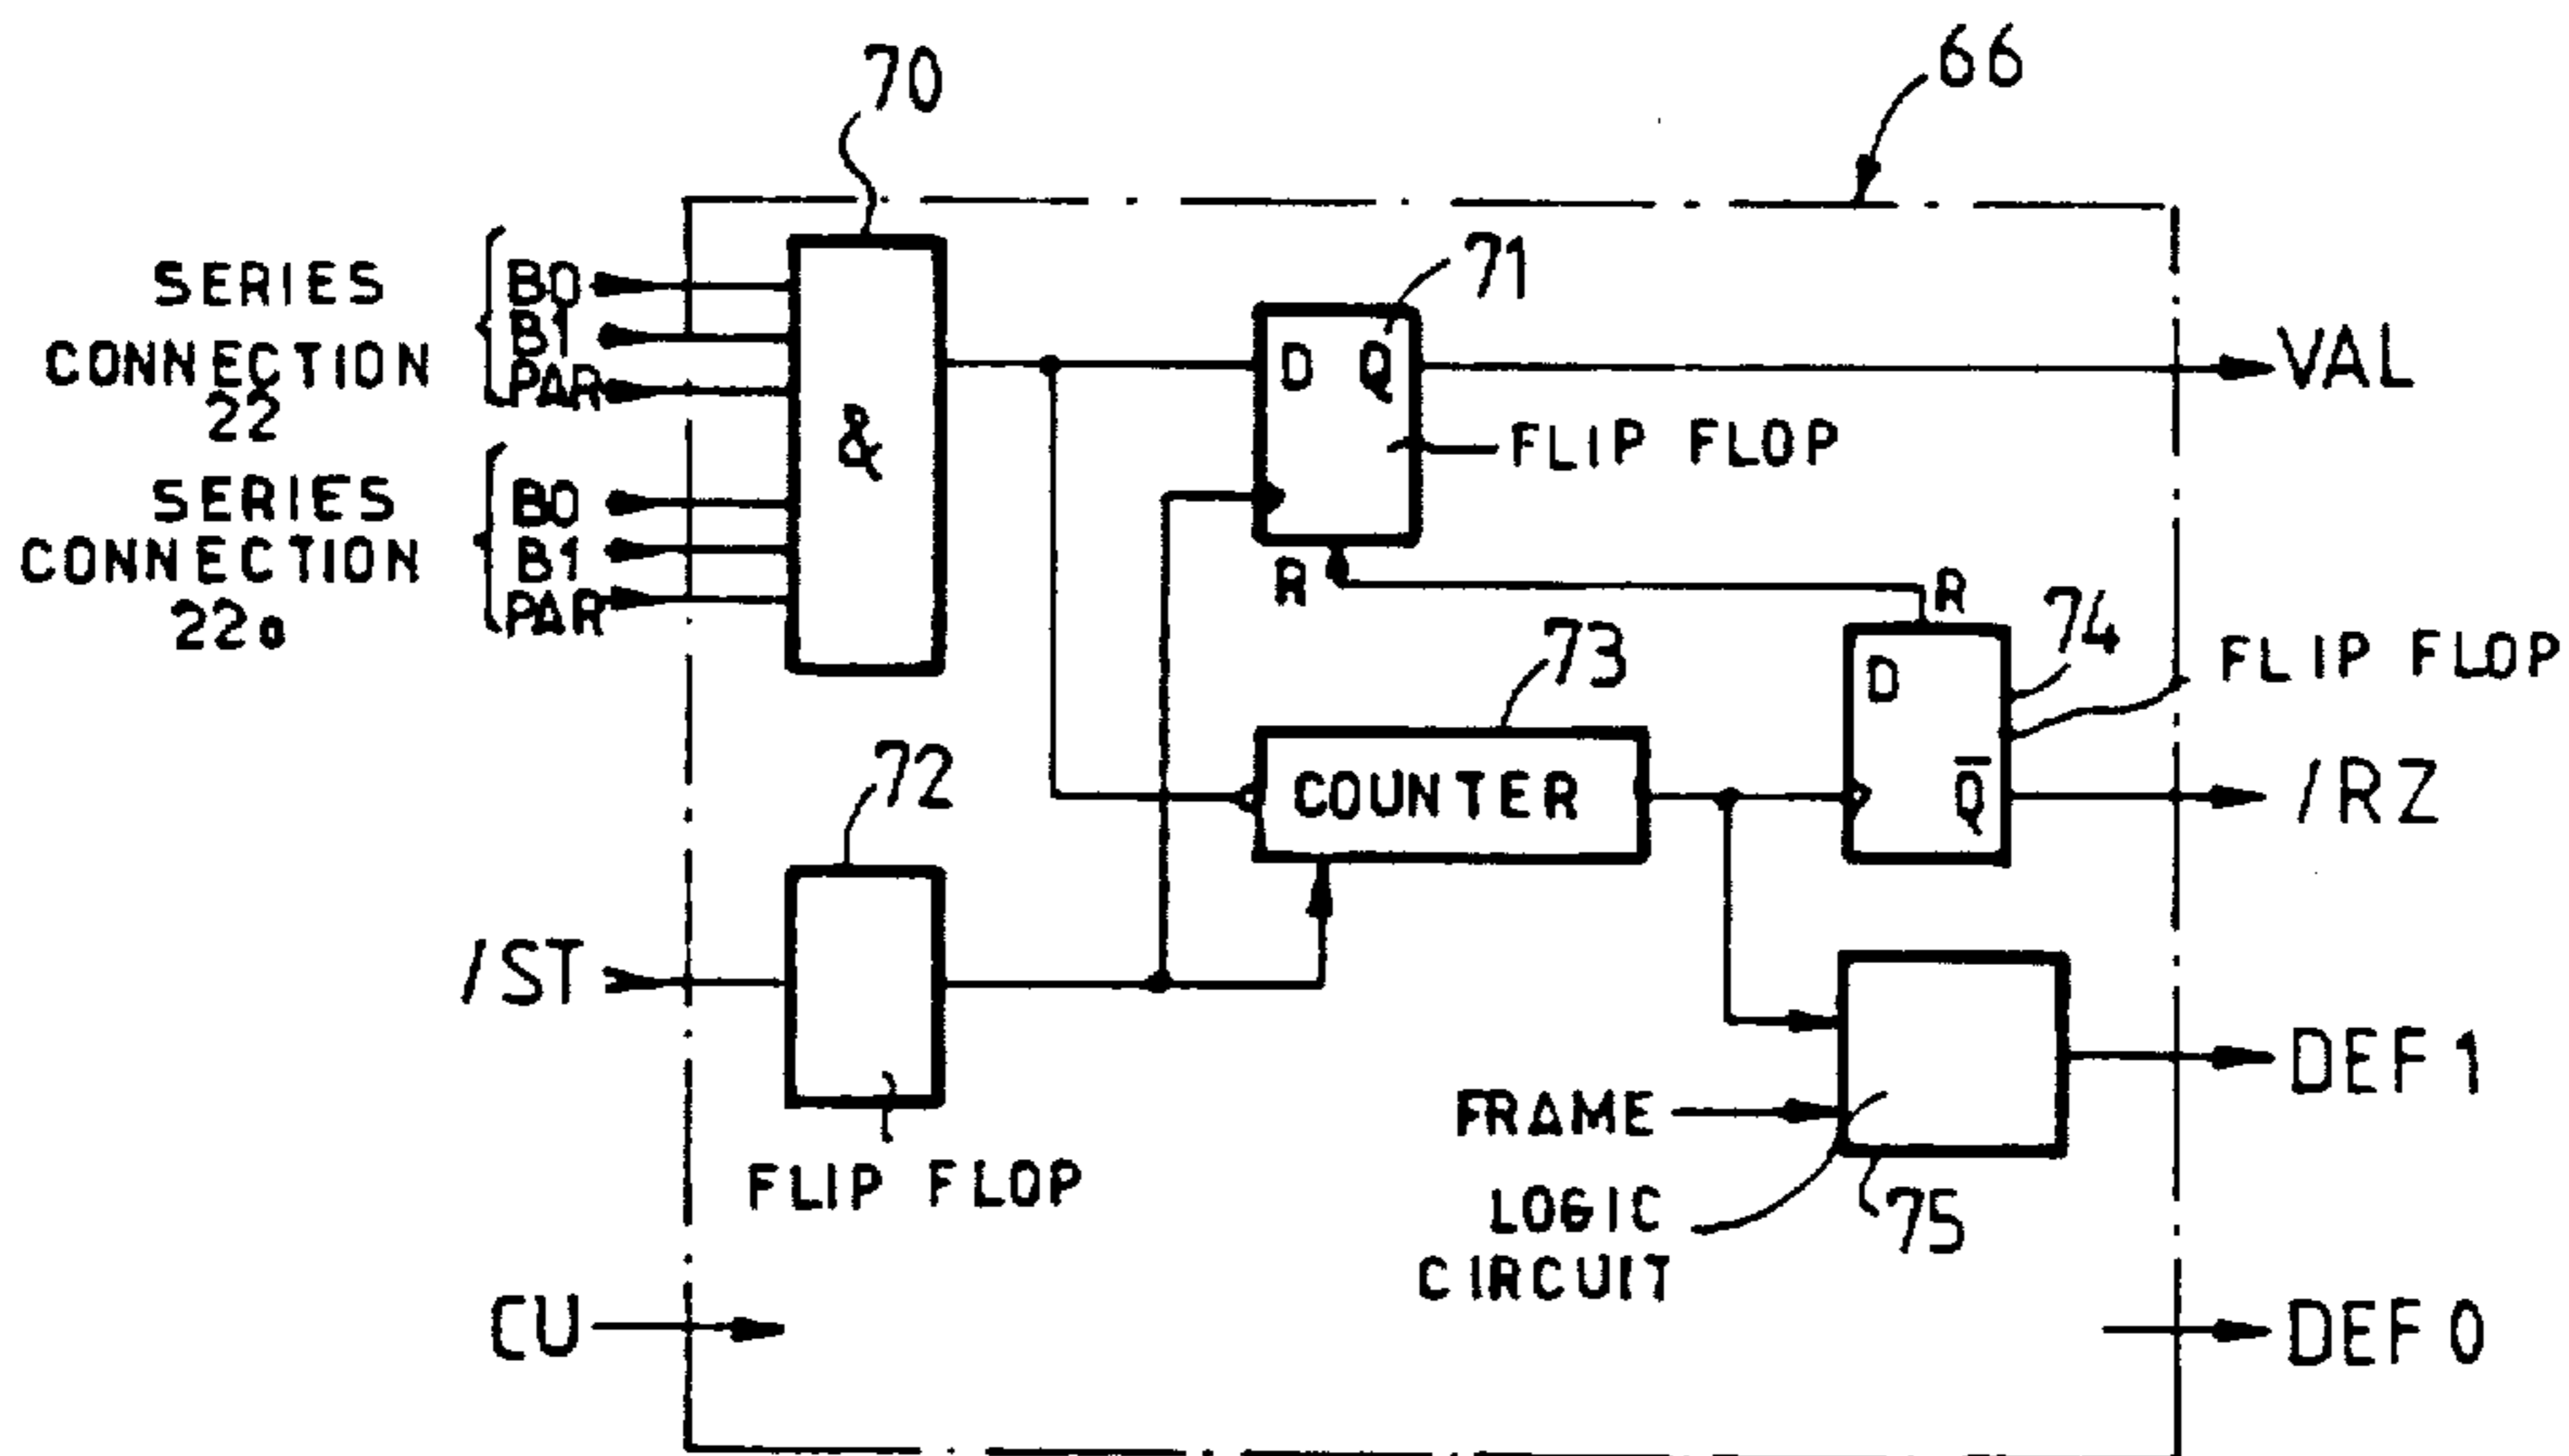 70
66
SERIES
CONNECTION
22
B0
B1
PAR
SERIES
CONNECTION
22a
B0
B1
PAR
&
71
D Q
FLIP FLOP
R
R
74
FLIP FLOP
D
Q̅
VAL
73
COUNTER
72
/ST
FLIP FLOP
/RZ
FRAME
LOGIC
CIRCUIT
75
DEF 1
CU
DEF 0